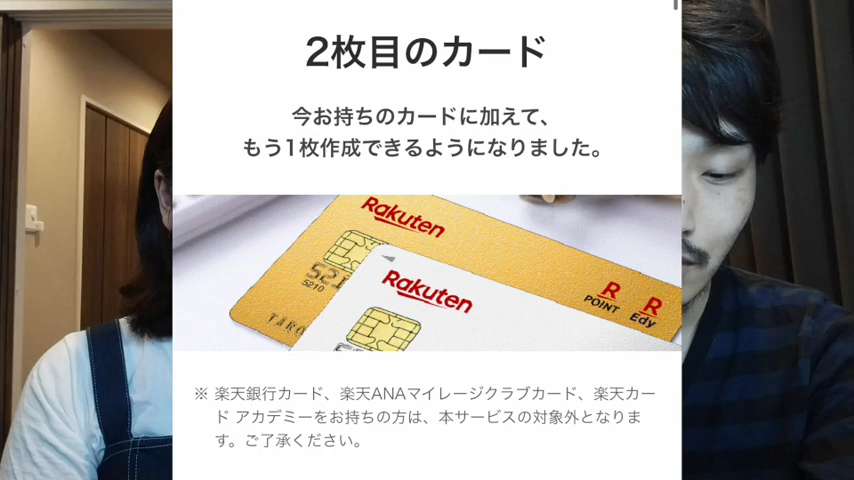 2枚目のカード
今お持ちのカードに加えて、
もう1枚作成できるようになりました。
Rakuten
Rakuten
5210
R
POINT
R
Edy
TARO
※ 楽天銀行カード、楽天ANAマイレージクラブカード、楽天カー
ド アカデミーをお持ちの方は、本サービスの対象外となりま
す。ご了承ください。